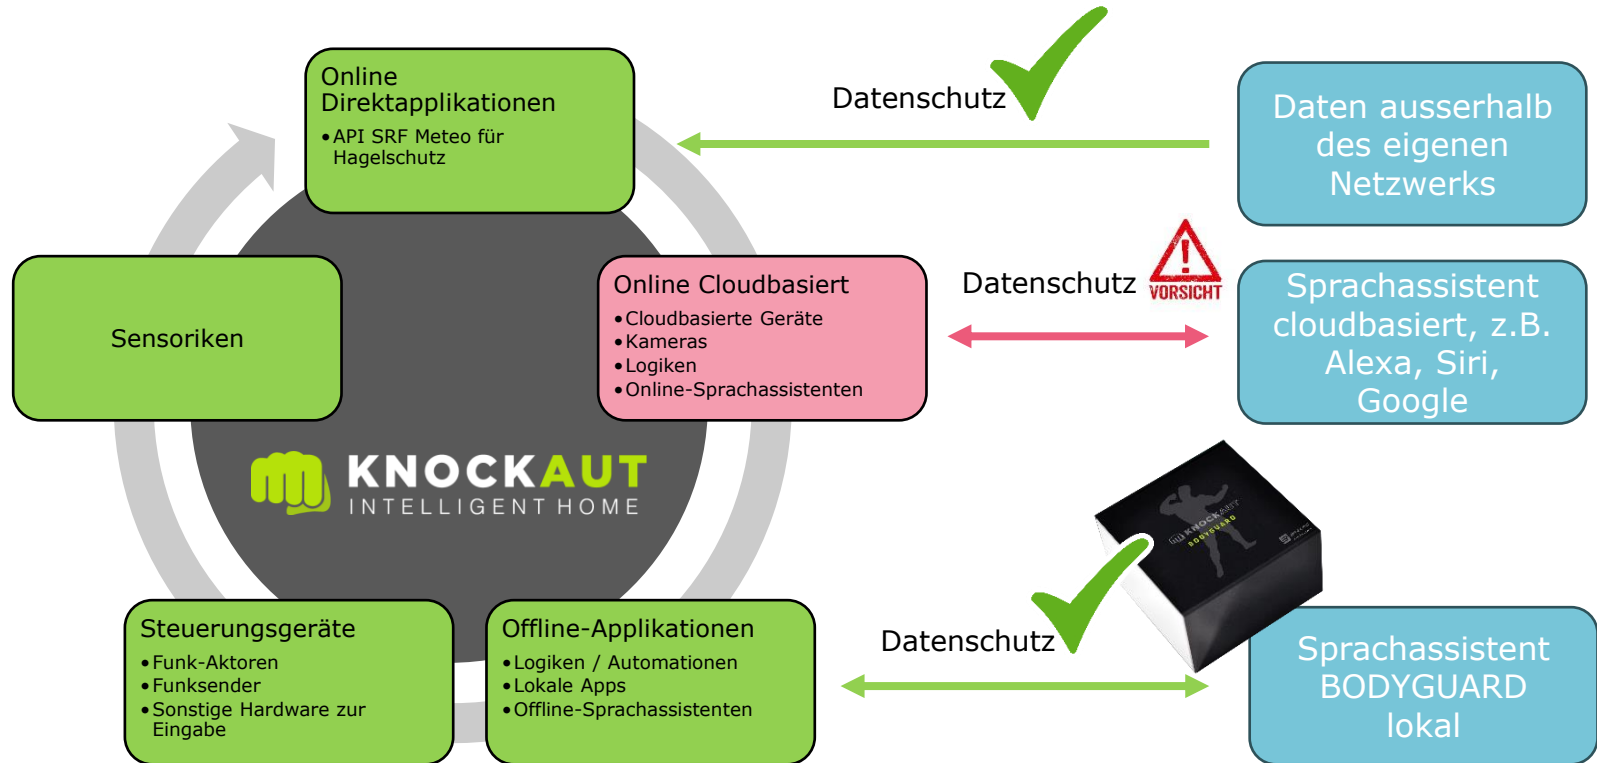 Online
Direktapplikationen
•API SRF Meteo für
Hagelschutz
Datenschutz
Daten ausserhalb
des eigenen
Netzwerks
Sensoriken
Online Cloudbasiert
•Cloudbasierte Geräte
•Kameras
•Logiken
•Online-Sprachassistenten
Datenschutz
VORSICHT
Sprachassistent
cloudbasiert, z.B.
Alexa, Siri,
Google
KNOCKAUT
INTELLIGENT HOME
KNOCKAUT
BODYGUARD
Steuerungsgeräte
•Funk-Aktoren
•Funksender
•Sonstige Hardware zur
Eingabe
Offline-Applikationen
•Logiken / Automationen
•Lokale Apps
•Offline-Sprachassistenten
Datenschutz
Sprachassistent
BODYGUARD
lokal